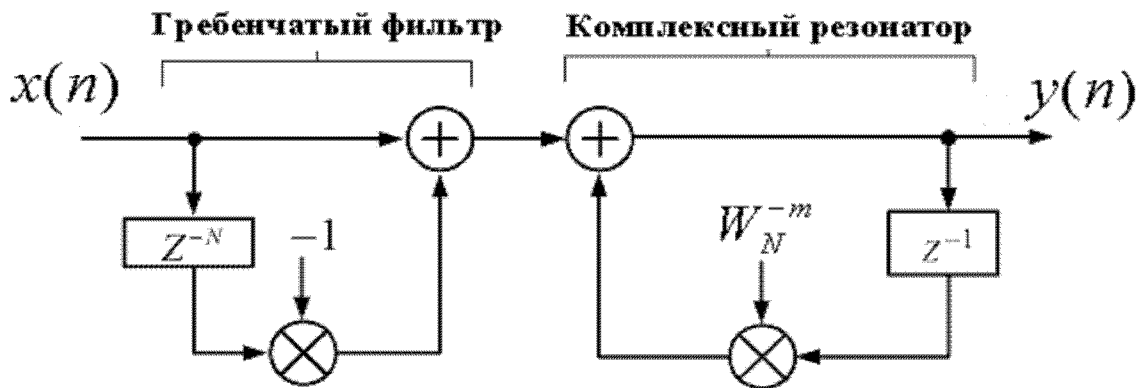 Гребенчатый фильтр
Комплексный резонатор
x(n)
y(n)
Z^{-N}
-1
W_N^{-m}
z^{-1}